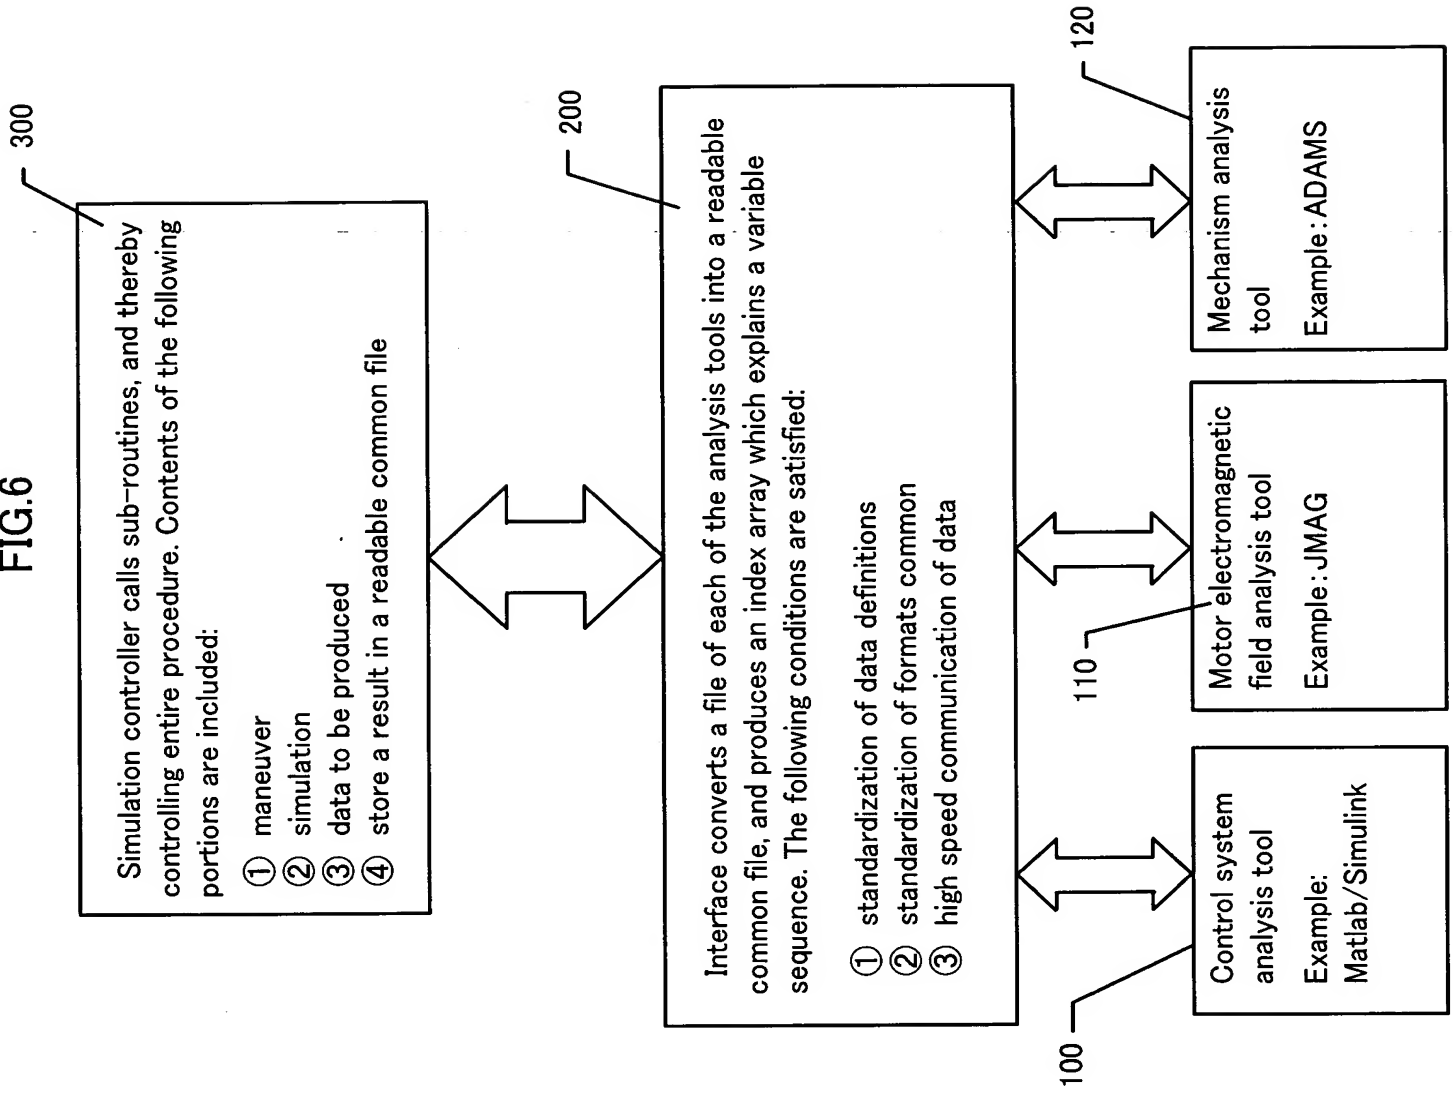 FIG.6
300
Simulation controller calls sub-routines, and thereby
controlling entire procedure. Contents of the following
portions are included:
① maneuver
② simulation
③ data to be produced
④ store a result in a readable common file
200
Interface converts a file of each of the analysis tools into a readable
common file, and produces an index array which explains a variable
sequence. The following conditions are satisfied:
① standardization of data definitions
② standardization of formats common
③ high speed communication of data
100
Control system
analysis tool
Example:
Matlab/Simulink
110
Motor electromagnetic
field analysis tool
Example:JMAG
120
Mechanism analysis
tool
Example:ADAMS